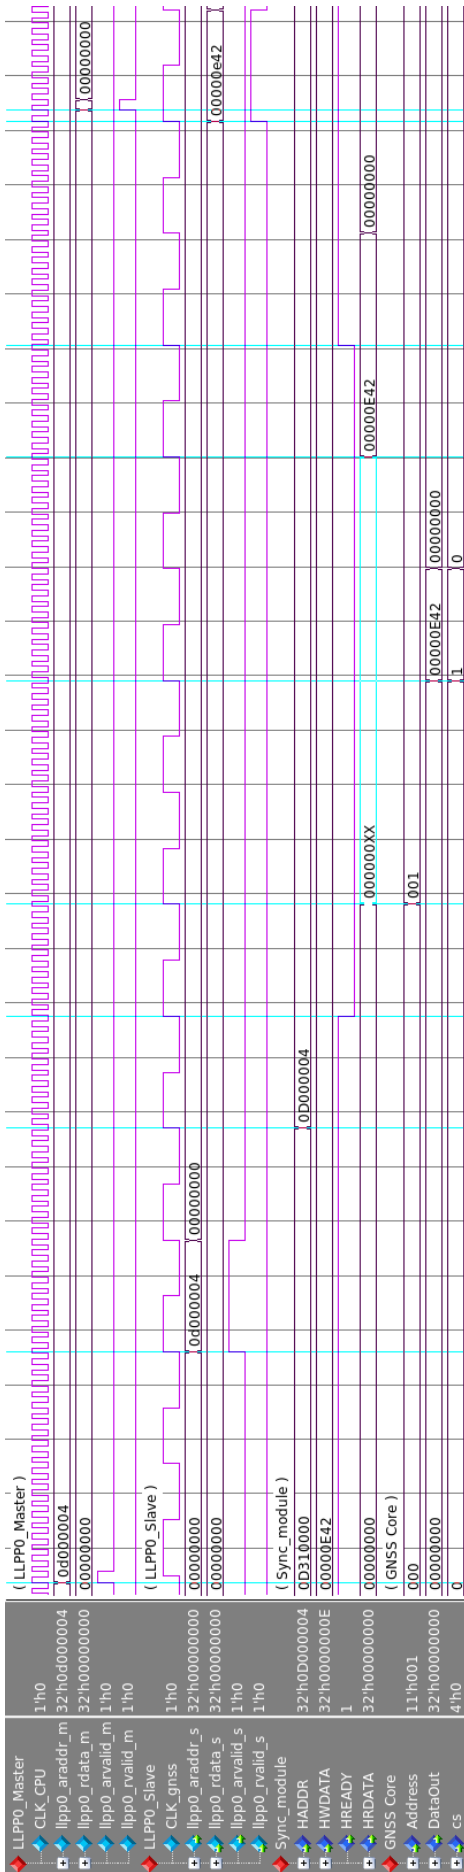 LLPP0_Master 
CLK_CPU 1'h0
llpp0_araddr_m 32'h0d000004 0d000004
llpp0_rdata_m 32'h00000000 00000000 00000000
llpp0_arvalid_m 1'h0
llpp0_rvalid_m 1'h0
LLPP0_Slave
CLK_gnss 1'h0
llpp0_araddr_s 32'h00000000 00000000 0d000004 00000000
llpp0_rdata_s 32'h00000000 00000000 00000e42
llpp0_arvalid_s 1'h0
llpp0_rvalid_s 1'h0
Sync_module
HADDR 32'h0D000004 0D310000 0D000004
HWDATA 32'h0000000E 00000E42
HREADY 1
HRDATA 32'h00000000 00000000 000000XX 00000E42 00000000
GNSS Core
Address 11'h001 000 001
DataOut 32'h00000000 00000000 00000E42 00000000
cs 4'h0 0 1 0
( LLPP0_Master )
( LLPP0_Slave )
( Sync_module )
( GNSS Core )